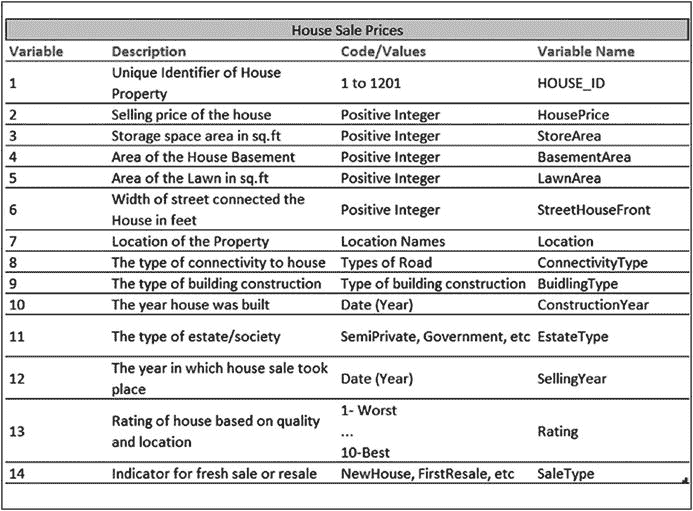 House Sale Prices
Variable Description Code/Values Variable Name
1 Unique Identifier of House Property 1 to 1201 HOUSE_ID
2 Selling price of the house Positive Integer HousePrice
3 Storage space area in sq.ft Positive Integer StoreArea
4 Area of the House Basement Positive Integer BasementArea
5 Area of the Lawn in sq.ft Positive Integer LawnArea
6 Width of street connected the House in feet Positive Integer StreetHouseFront
7 Location of the Property Location Names Location
8 The type of connectivity to house Types of Road ConnectivityType
9 The type of building construction Type of building construction BuidlingType
10 The year house was built Date (Year) ConstructionYear
11 The type of estate/society SemiPrivate, Government, etc EstateType
12 The year in which house sale took place Date (Year) SellingYear
13 Rating of house based on quality and location 1- Worst ... 10-Best Rating
14 Indicator for fresh sale or resale NewHouse, FirstResale, etc SaleType